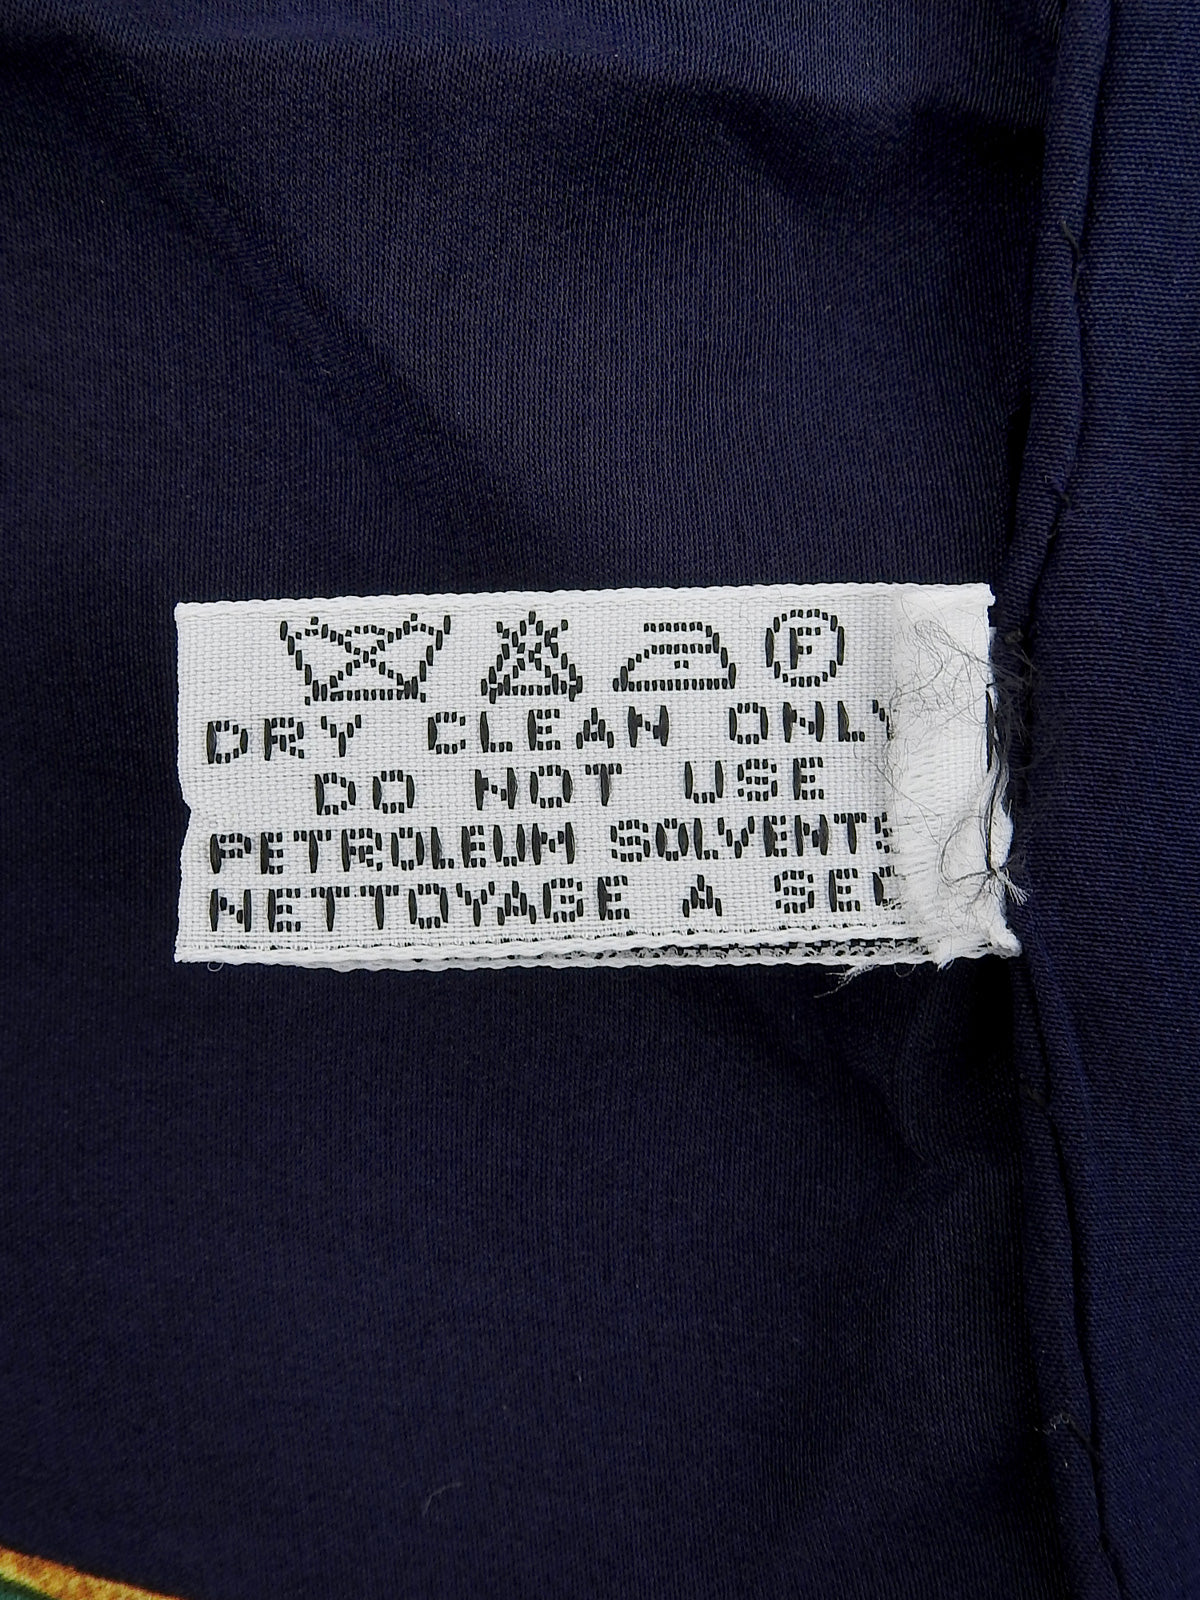 F
DRY CLEAN ONLY
DO NOT USE
PETROLEUM SOLVENTS
NETTOYAGE A SEC